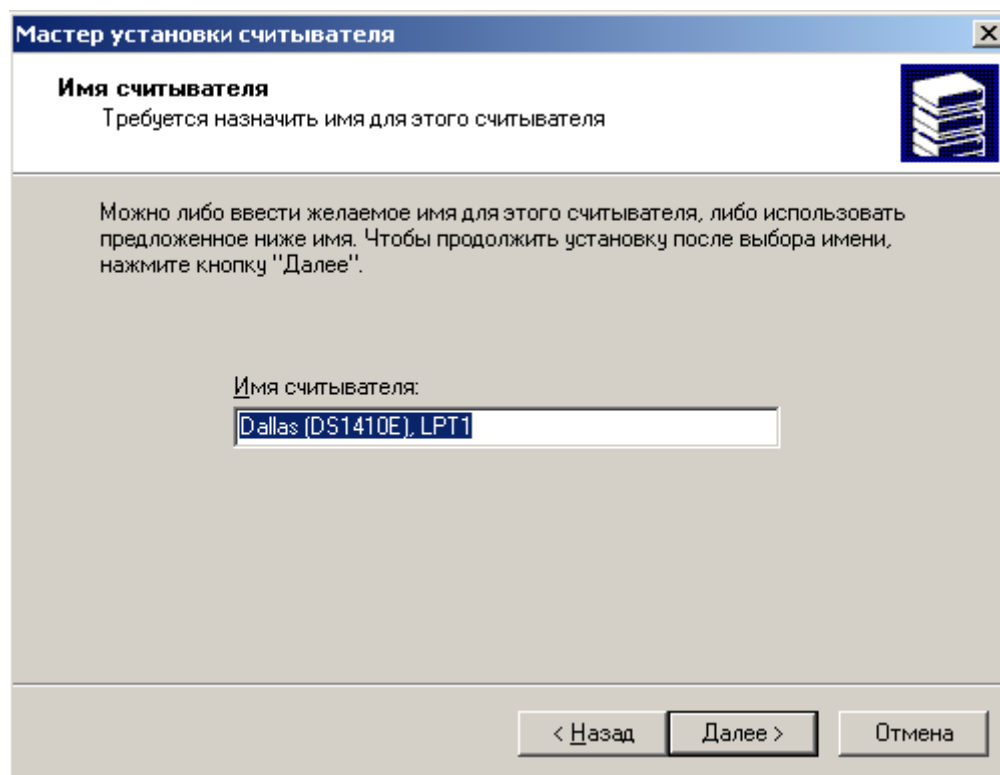 Мастер установки считывателя
Имя считывателя
Требуется назначить имя для этого считывателя
Можно либо ввести желаемое имя для этого считывателя, либо использовать
предложенное ниже имя. Чтобы продолжить установку после выбора имени,
нажмите кнопку "Далее".
Имя считывателя:
Dallas (DS1410E), LPT1
< Назад Далее > Отмена